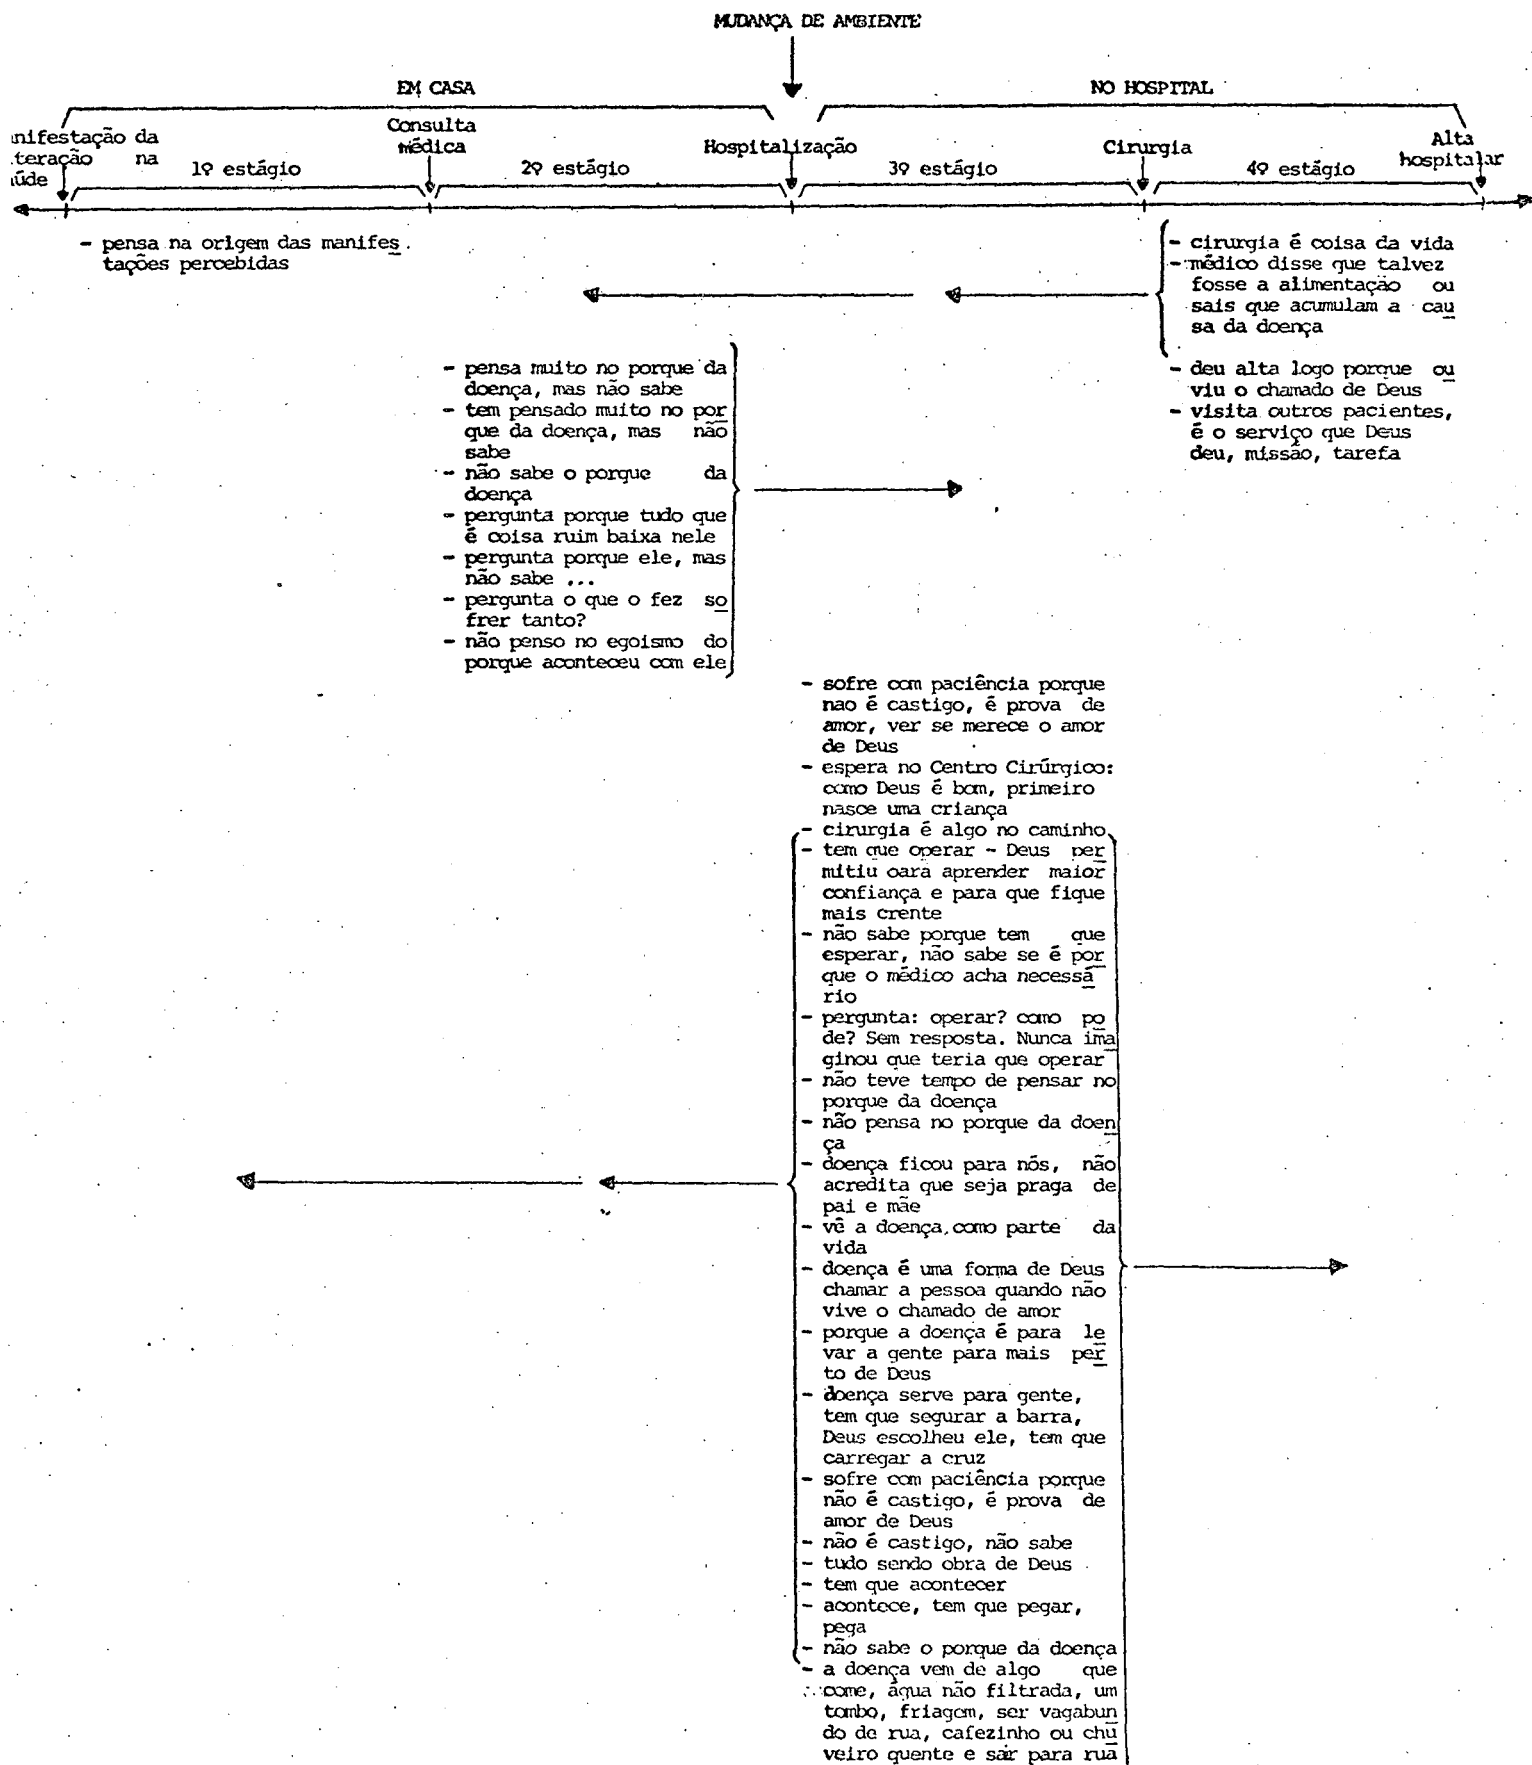 MUDANÇA DE AMBIENTE
EM CASA
NO HOSPITAL
nifestação da
teração na
úde
1º estágio
Consulta
médica
2º estágio
Hospitalização
3º estágio
Cirurgia
4º estágio
Alta
hospitalar
- pensa na origem das manifes
tações percebidas
- cirurgia é coisa da vida
- médico disse que talvez
fosse a alimentação ou
sais que acumulam a cau
sa da doença
- deu alta logo porque ou
viu o chamado de Deus
- visita outros pacientes,
é o serviço que Deus
deu, missão, tarefa
- pensa muito no porque da
doença, mas não sabe
- tem pensado muito no por
que da doença, mas não
sabe
- não sabe o porque da
doença
- pergunta porque tudo que
é coisa ruim baixa nele
- pergunta porque ele, mas
não sabe ...
- pergunta o que o fez so
frer tanto?
- não penso no egoismo do
porque aconteceu com ele
- sofre com paciência porque
nao é castigo, é prova de
amor, ver se merece o amor
de Deus
- espera no Centro Cirúrgico:
como Deus é bom, primeiro
nasce uma criança
- cirurgia é algo no caminho
- tem que operar - Deus per
mitiu oara aprender maior
confiança e para que fique
mais crente
- não sabe porque tem que
esperar, não sabe se é por
que o médico acha necessá
rio
- pergunta: operar? como po
de? Sem resposta. Nunca ima
ginou que teria que operar
- não teve tempo de pensar no
porque da doença
- não pensa no porque da doen
ça
- doença ficou para nós, não
acredita que seja praga de
pai e mãe
- vê a doença, como parte da
vida
- doença é uma forma de Deus
chamar a pessoa quando não
vive o chamado de amor
- porque a doença é para le
var a gente para mais per
to de Deus
- doença serve para gente,
tem que segurar a barra,
Deus escolheu ele, tem que
carregar a cruz
- sofre com paciência porque
não é castigo, é prova de
amor de Deus
- não é castigo, não sabe
- tudo sendo obra de Deus
- tem que acontecer
- acontece, tem que pegar,
pega
- não sabe o porque da doença
- a doença vem de algo que
come, água não filtrada, um
tombo, friagem, ser vagabun
do de rua, cafezinho ou chu
veiro quente e sair para rua